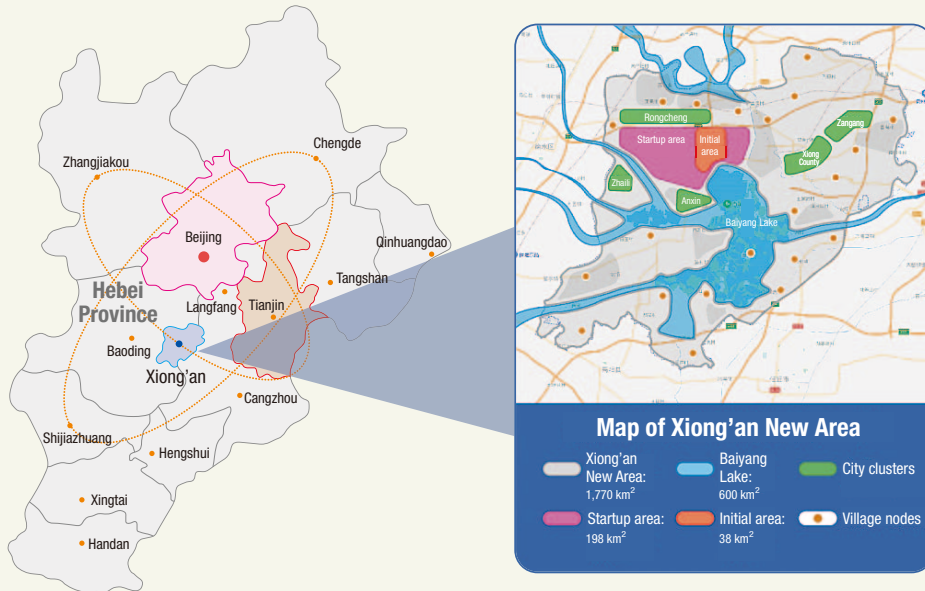 Zhangjiakou
Chengde
Beijing
Qinhuangdao
Hebei
Province
Langfang
Tianjin
Tangshan
Baoding
Xiong'an
Cangzhou
Shijiazhuang
Hengshui
Xingtai
Handan
Rongcheng
Zangang
Startup area
Initial
area
Xiong
County
Zhaili
Anxin
Baiyang Lake
Map of Xiong'an New Area
Xiong'an
New Area:
1,770 km²
Baiyang
Lake:
600 km²
City clusters
Startup area:
198 km²
Initial area:
38 km²
Village nodes